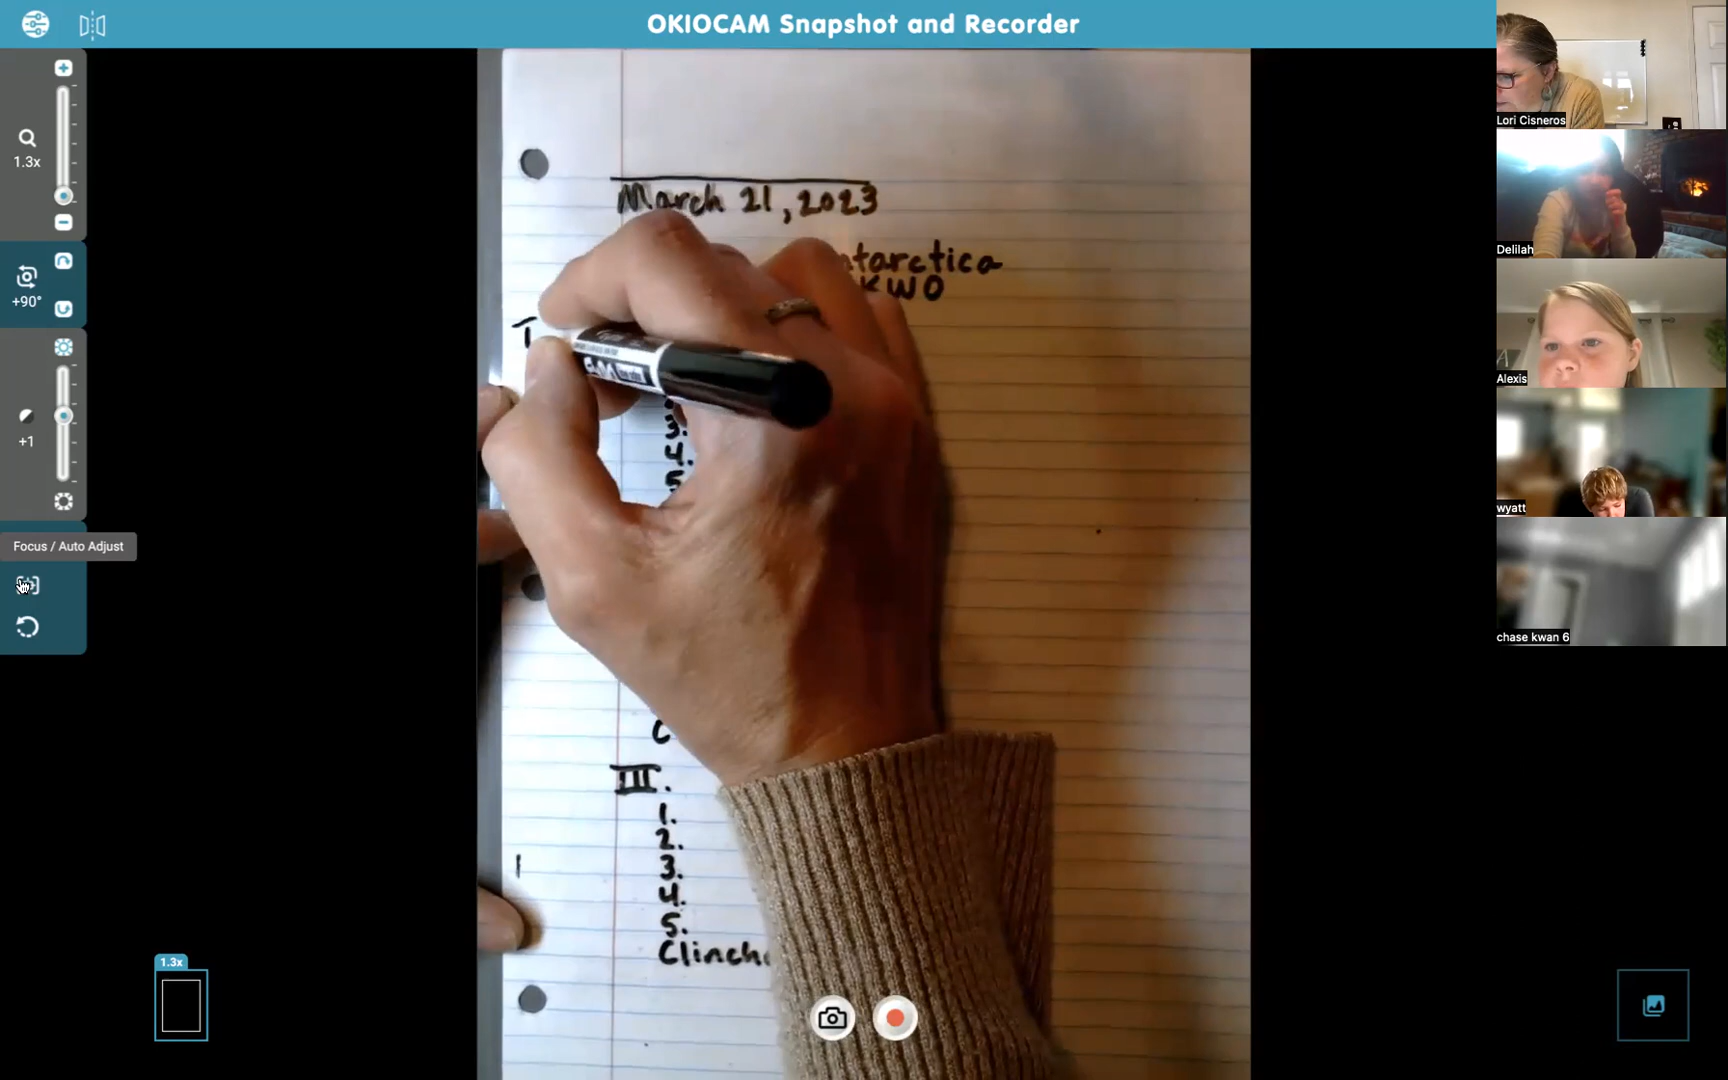 OKIOCAM Snapshot and Recorder
1.3x
+90°
+1
Focus / Auto Adjust
1.3x
March 21, 2023
ntarctica
KWO
3.
4.
5
C
III.
1.
2.
3.
4.
5.
Clinch
Lori Cisneros
Delilah
Alexis
wyatt
chase kwan 6